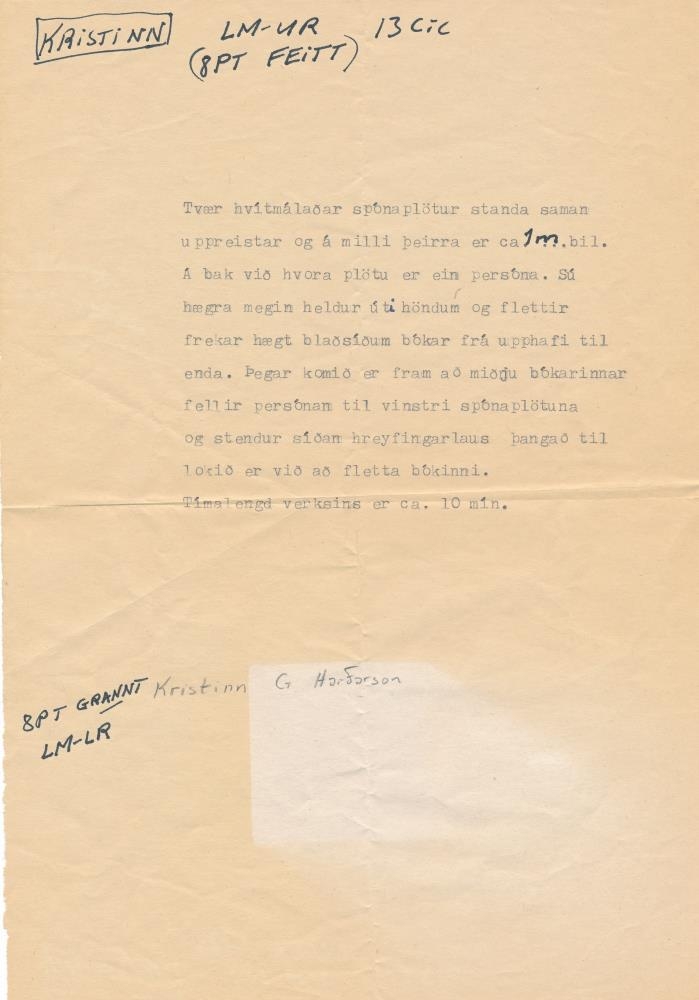 KRISTINN LM-UR 13 CIC
(8PT FEITT)
Tvær hvítmálaðar spónaplötur standa saman
uppreistar og á milli þeirra er ca 1m. bil.
Á bak við hvora plötu er ein persóna. Sú
hægra megin heldur úti höndum og flettir
frekar hægt blaðsíðum bókar frá upphafi til
enda. Þegar komið er fram að miðju bókarinnar
fellir persónan til vinstri spónaplötuna
og stendur síðan hreyfingarlaus þangað til
lokið er við að fletta bókinni.
Tímalengd verksins er ca. 10 mín.
Kristinn G Harðarson
8PT GRANNT
LM-LR